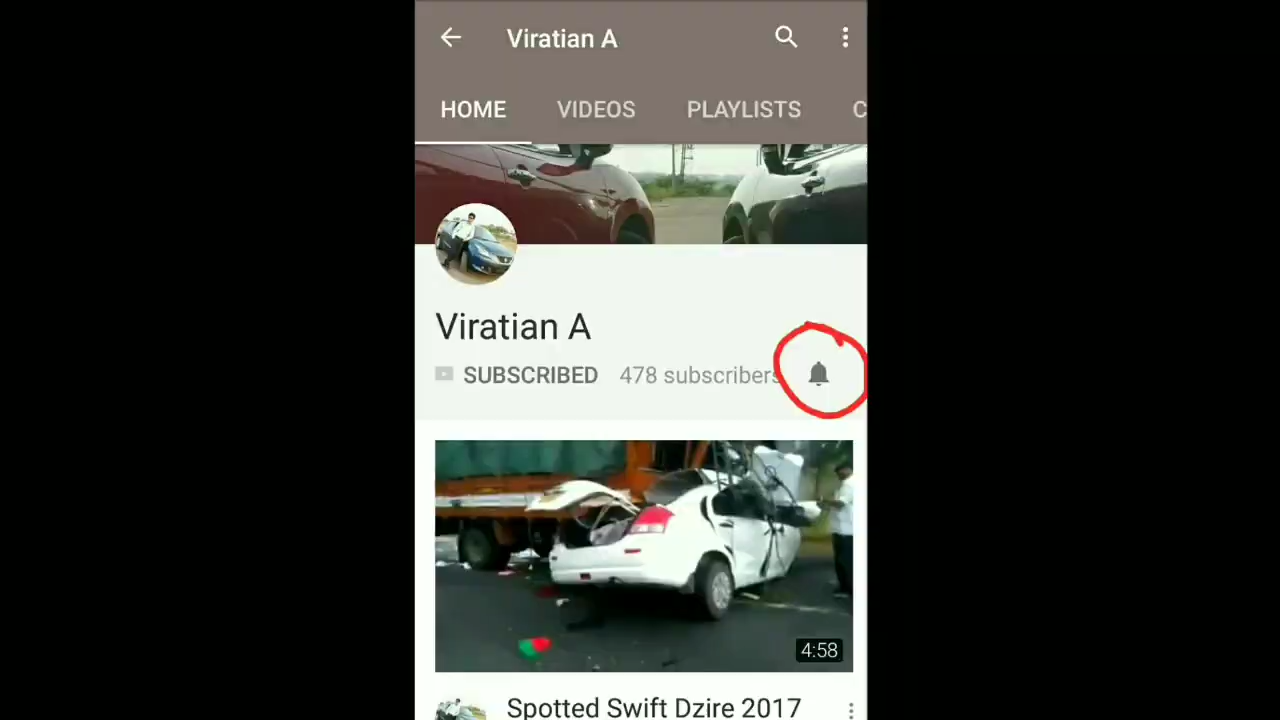 Viratian A
HOME VIDEOS PLAYLISTS C
Viratian A
SUBSCRIBED 478 subscribers
4:58
Spotted Swift Dzire 2017